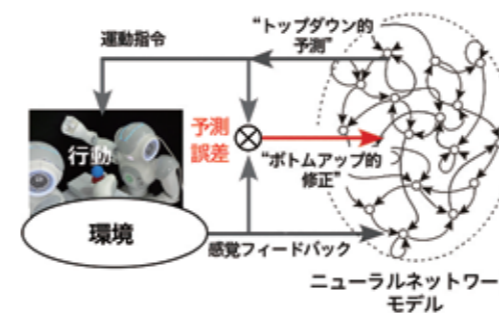 “トップダウン的
予測”
運動指令
行動
予測
誤差
“ボトムアップ的
修正”
環境
感覚フィードバック
ニューラルネットワー
モデル